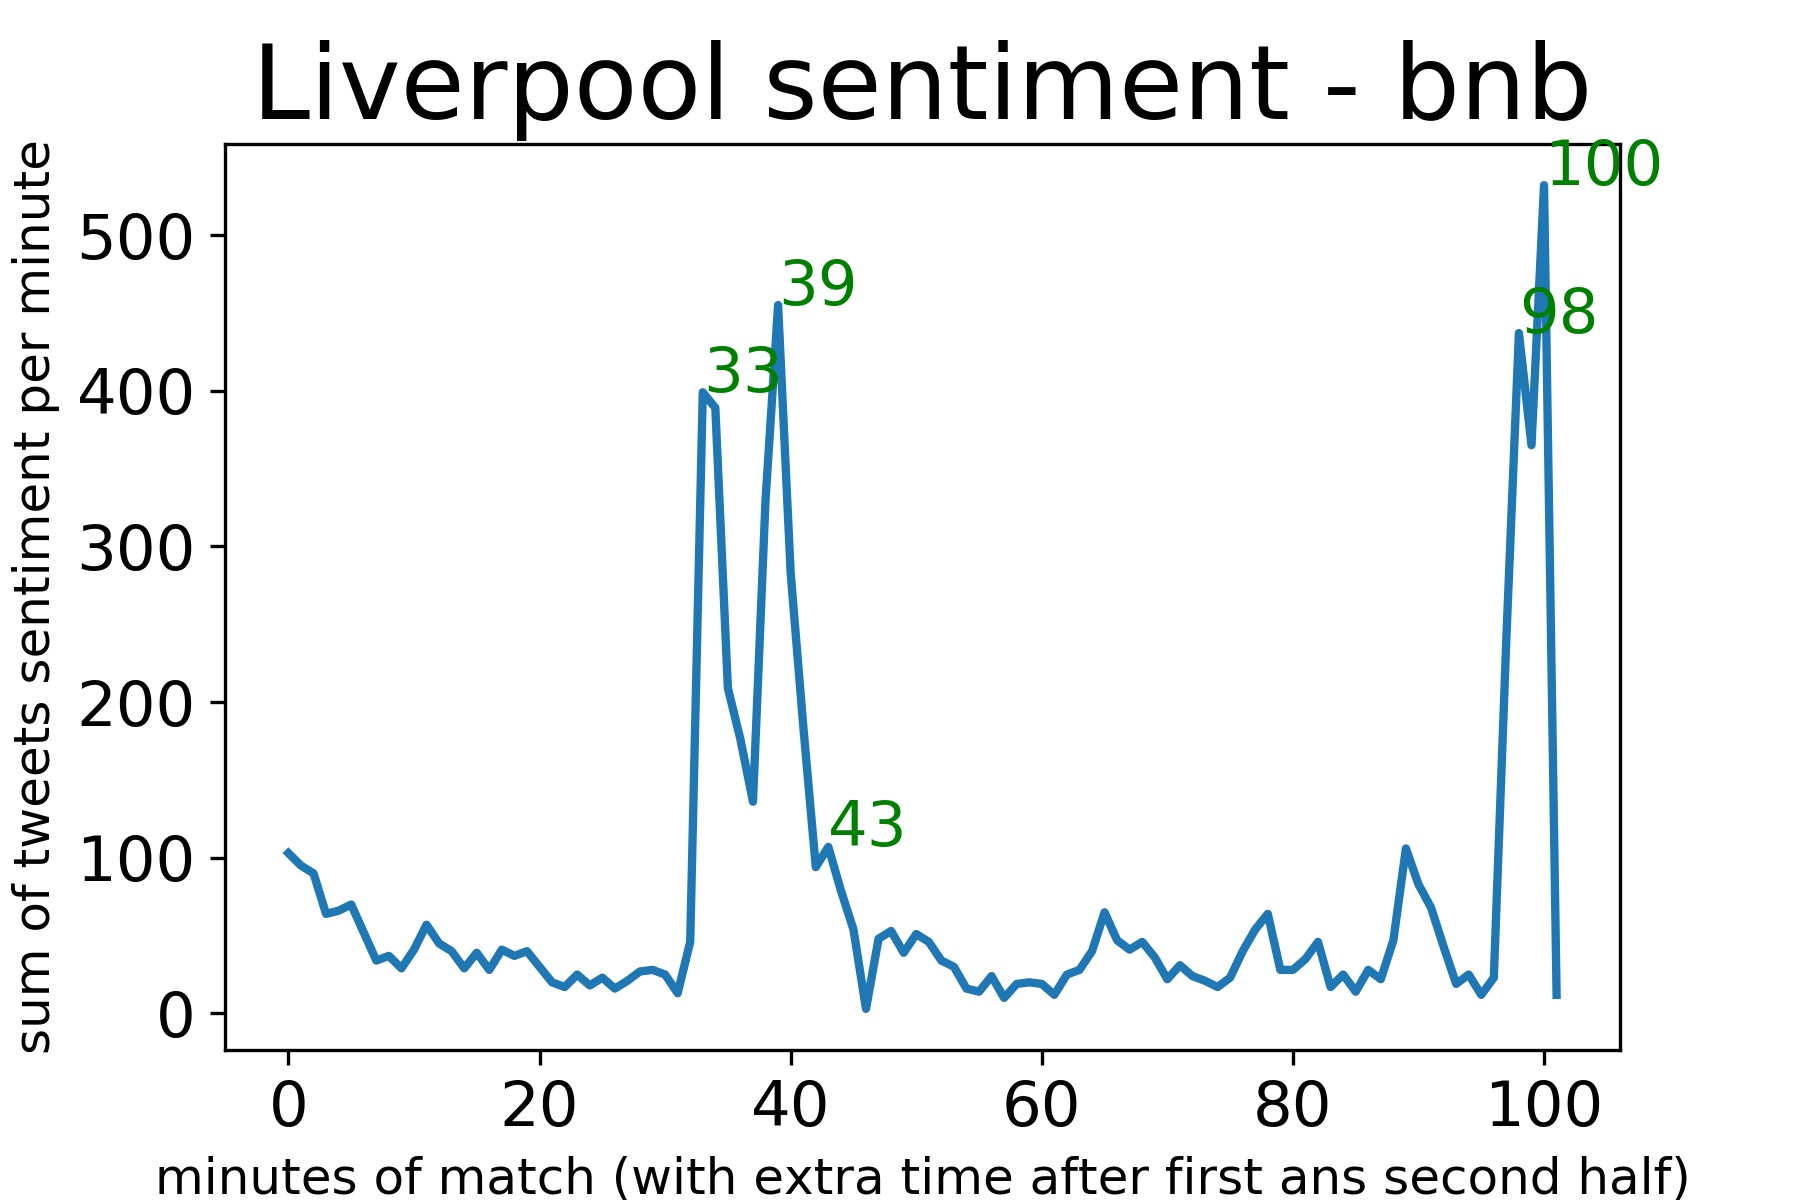 Liverpool sentiment - bnb
sum of tweets sentiment per minute
500
400
300
200
100
0
100
39
98
33
43
0 20 40 60 80 100
minutes of match (with extra time after first ans second half)